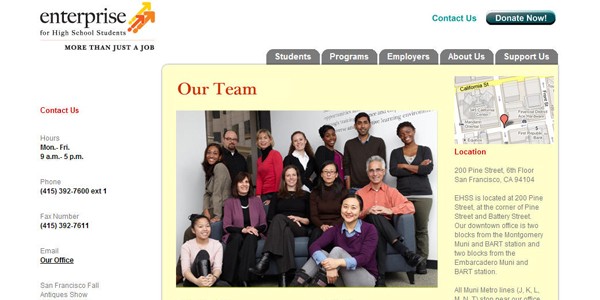 enterprise
for High School Students
MORE THAN JUST A JOB
Contact Us
Donate Now!
Students
Programs
Employers
About Us
Support Us
Contact Us
Hours
Mon.- Fri.
9 a.m.- 5 p.m.
Phone
(415) 392-7600 ext 1
Fax Number
(415) 392-7611
Email
Our Office
San Francisco Fall
Antiques Show
Our Team
California St
Location
200 Pine Street, 6th Floor
San Francisco, CA 94104
EHSS is located at 200
Pine Street, at the corner of Pine
Street and Battery Street.
Our downtown office is two
blocks from the Montgomery
Muni and BART station and
two blocks from the
Embarcadero Muni and
BART station.
All Muni Metro lines (J, K, L,
M, N, T) stop near our office